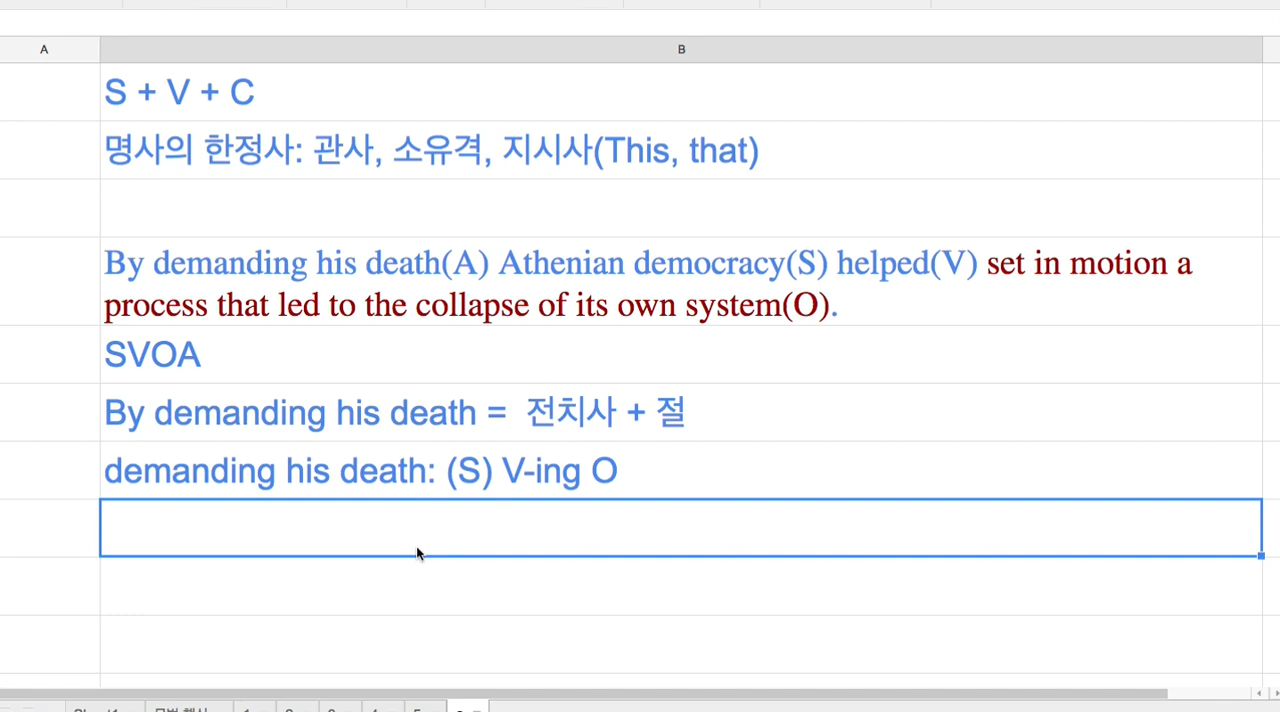 A
B
S + V + C
명사의 한정사: 관사, 소유격, 지시사(This, that)
By demanding his death(A) Athenian democracy(S) helped(V) set in motion a
process that led to the collapse of its own system(O).
SVOA
By demanding his death = 전치사 + 절
demanding his death: (S) V-ing O